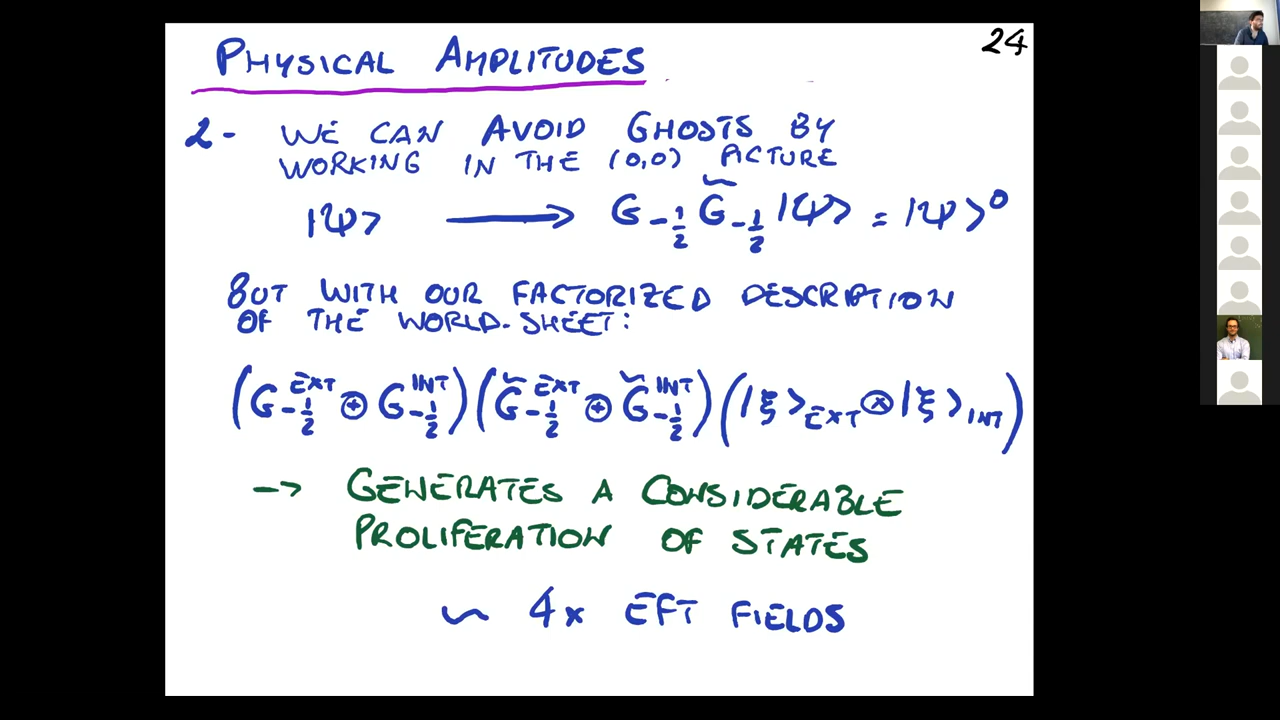 PHYSICAL AMPLITUDES
24
2- WE CAN AVOID GHOSTS BY
WORKING IN THE (0,0) PICTURE
|ψ> ⟶ G_{-1/2} G̃_{-1/2} |ψ> = |ψ>⁰
BUT WITH OUR FACTORIZED DESCRIPTION
OF THE WORLD-SHEET:
(G^{EXT}_{-1/2} ⊕ G^{INT}_{-1/2}) (G̃^{EXT}_{-1/2} ⊕ G̃^{INT}_{-1/2}) (|ξ>_{EXT} ⊗ |ξ>_{INT})
→ GENERATES A CONSIDERABLE
PROLIFERATION OF STATES
~ 4x EFT FIELDS